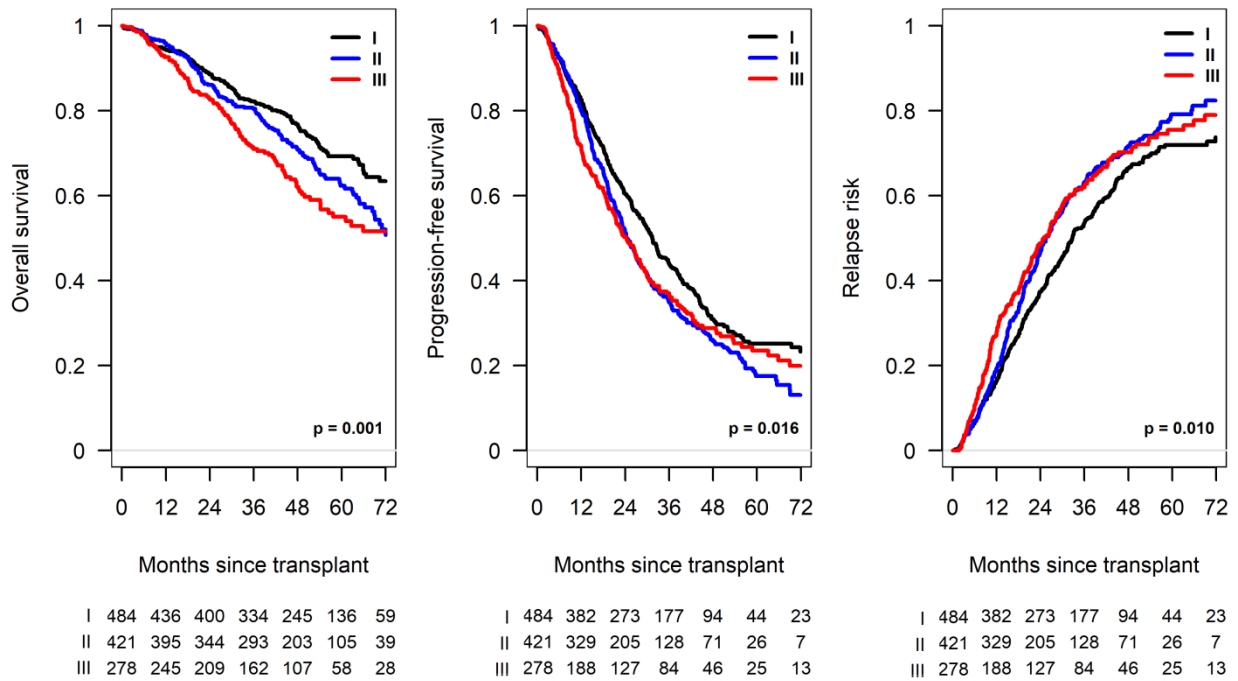 Overall survival
1
0.8
0.6
0.4
0.2
0
I
II
III
p = 0.001
0 12 24 36 48 60 72
Months since transplant
I 484 436 400 334 245 136 59
II 421 395 344 293 203 105 39
III 278 245 209 162 107 58 28
Progression-free survival
1
0.8
0.6
0.4
0.2
0
I
II
III
p = 0.016
0 12 24 36 48 60 72
Months since transplant
I 484 382 273 177 94 44 23
II 421 329 205 128 71 26 7
III 278 188 127 84 46 25 13
Relapse risk
1
0.8
0.6
0.4
0.2
0
I
II
III
p = 0.010
0 12 24 36 48 60 72
Months since transplant
I 484 382 273 177 94 44 23
II 421 329 205 128 71 26 7
III 278 188 127 84 46 25 13